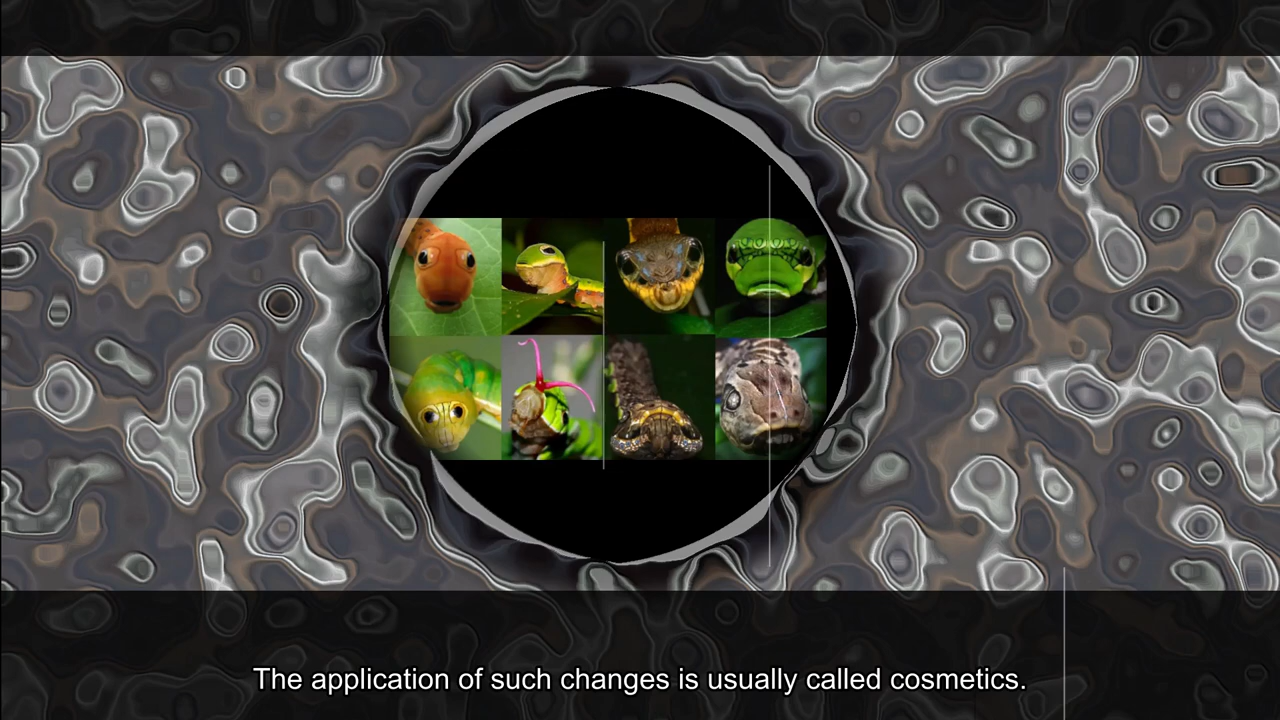 The application of such changes is usually called cosmetics.